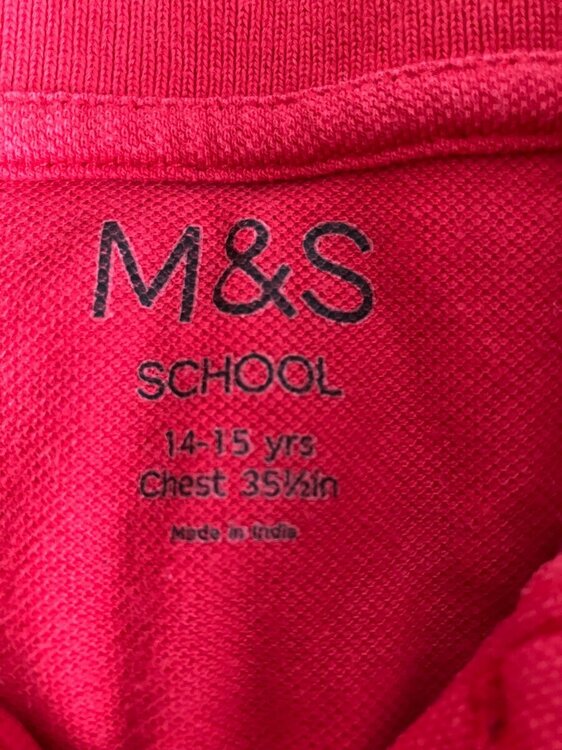 M&S
SCHOOL
14-15 yrs
Chest 35½in
Made in India